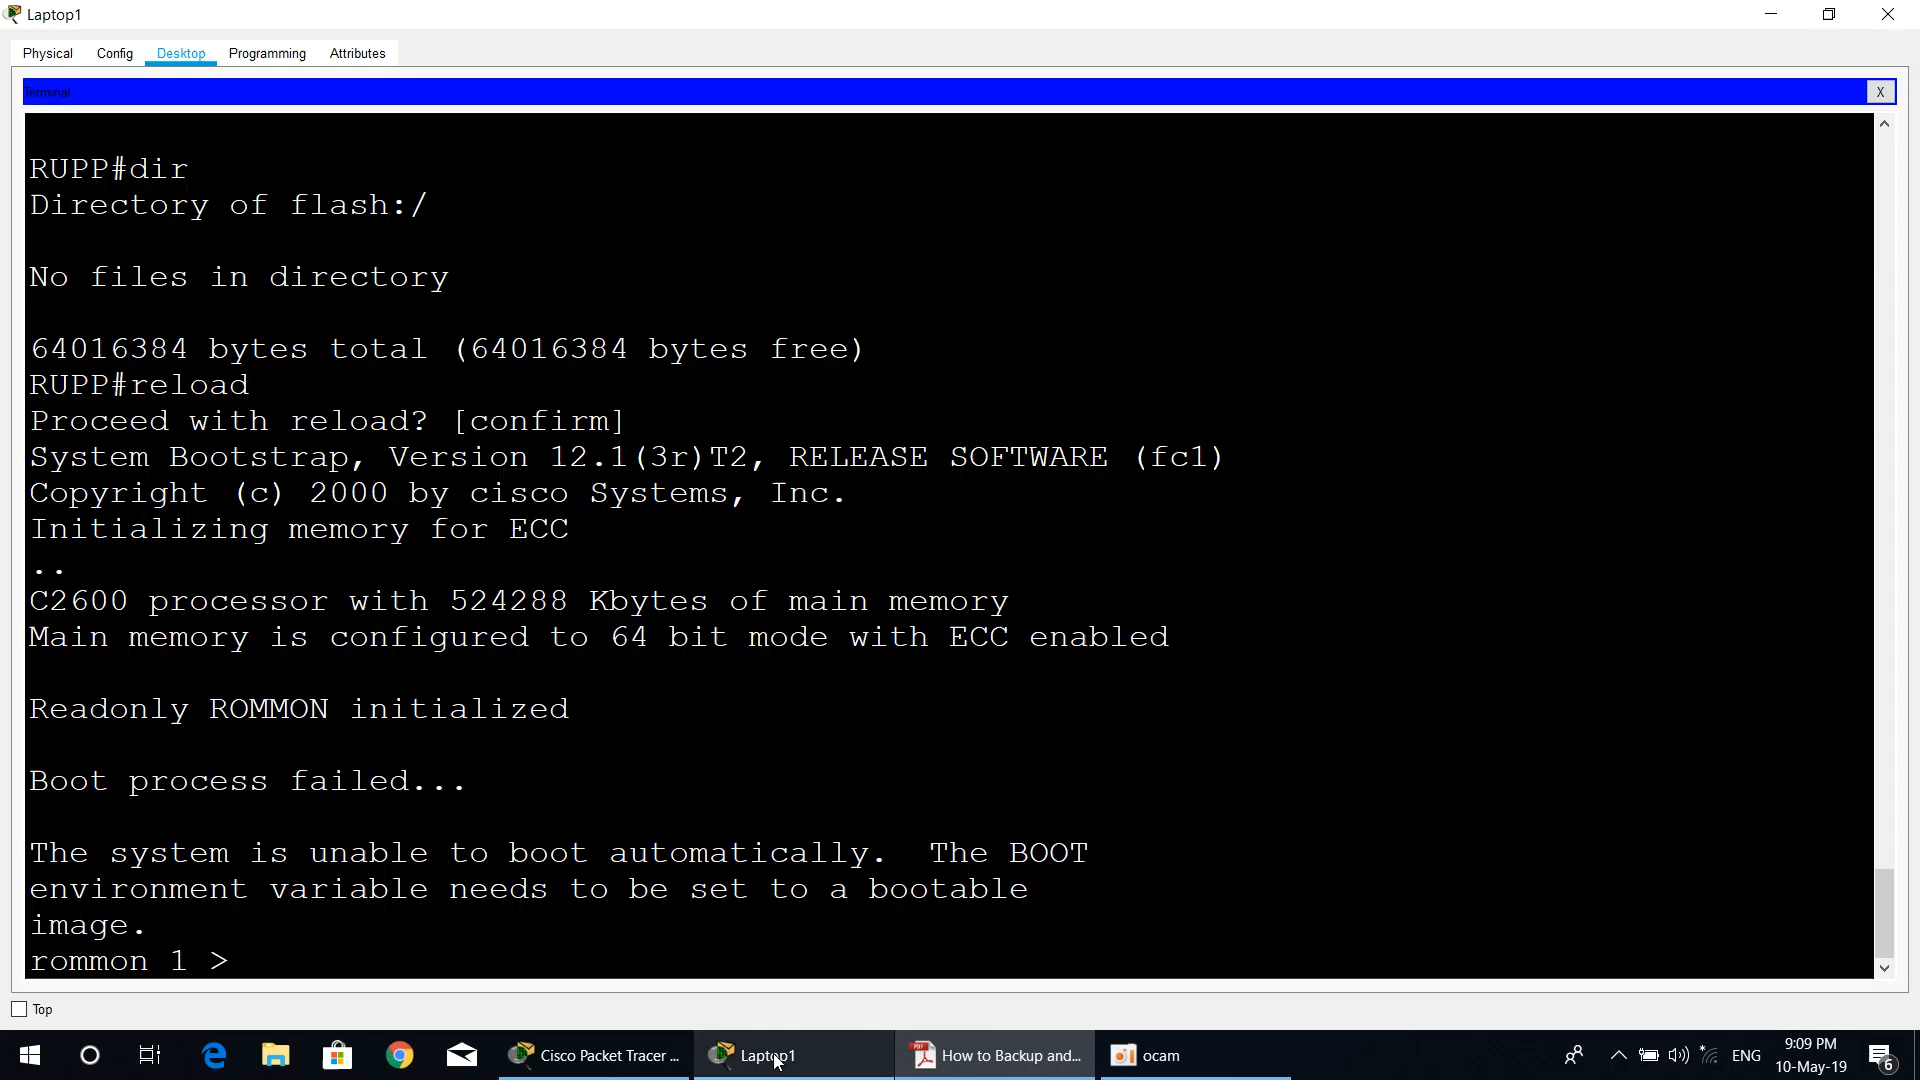 Laptop1
Physical Config Desktop Programming Attributes
Terminal
X
RUPP#dir
Directory of flash:/
No files in directory
64016384 bytes total (64016384 bytes free)
RUPP#reload
Proceed with reload? [confirm]
System Bootstrap, Version 12.1(3r)T2, RELEASE SOFTWARE (fc1)
Copyright (c) 2000 by cisco Systems, Inc.
Initializing memory for ECC
..
C2600 processor with 524288 Kbytes of main memory
Main memory is configured to 64 bit mode with ECC enabled
Readonly ROMMON initialized
Boot process failed...
The system is unable to boot automatically.  The BOOT
environment variable needs to be set to a bootable
image.
rommon 1 >
Top
Cisco Packet Tracer ...
Laptop1
How to Backup and...
ocam
ENG
9:09 PM
10-May-19
6